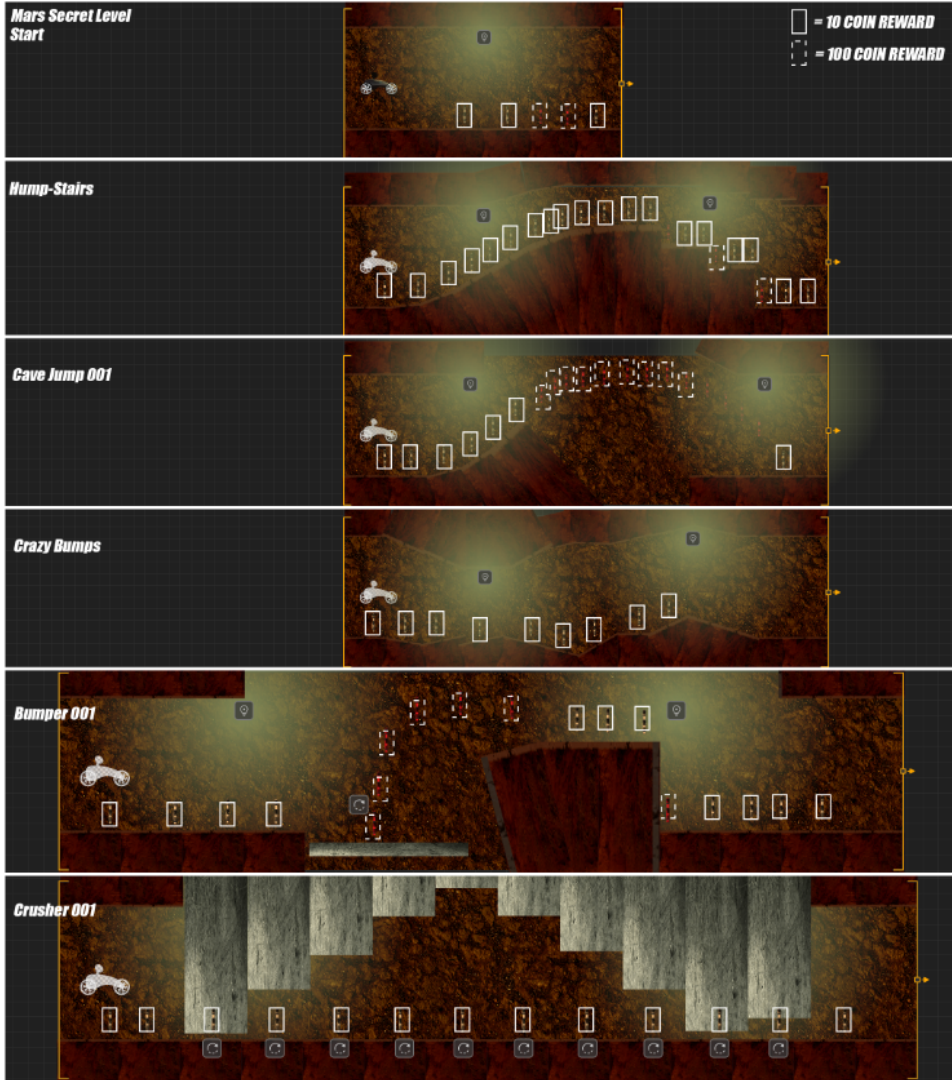 Mars Secret Level
Start
= 10 COIN REWARD
= 100 COIN REWARD
Hump-Stairs
Cave Jump 001
Crazy Bumps
Bumper 001
Crusher 001